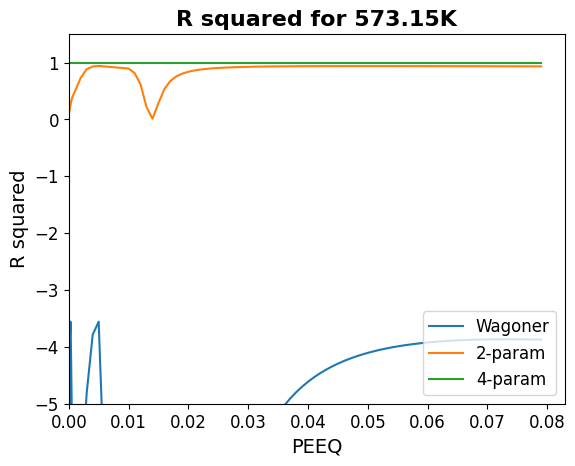 R squared for 573.15K
R squared
1
0
−1
−2
−3
−4
−5
0.00 0.01 0.02 0.03 0.04 0.05 0.06 0.07 0.08
PEEQ
Wagoner
2-param
4-param